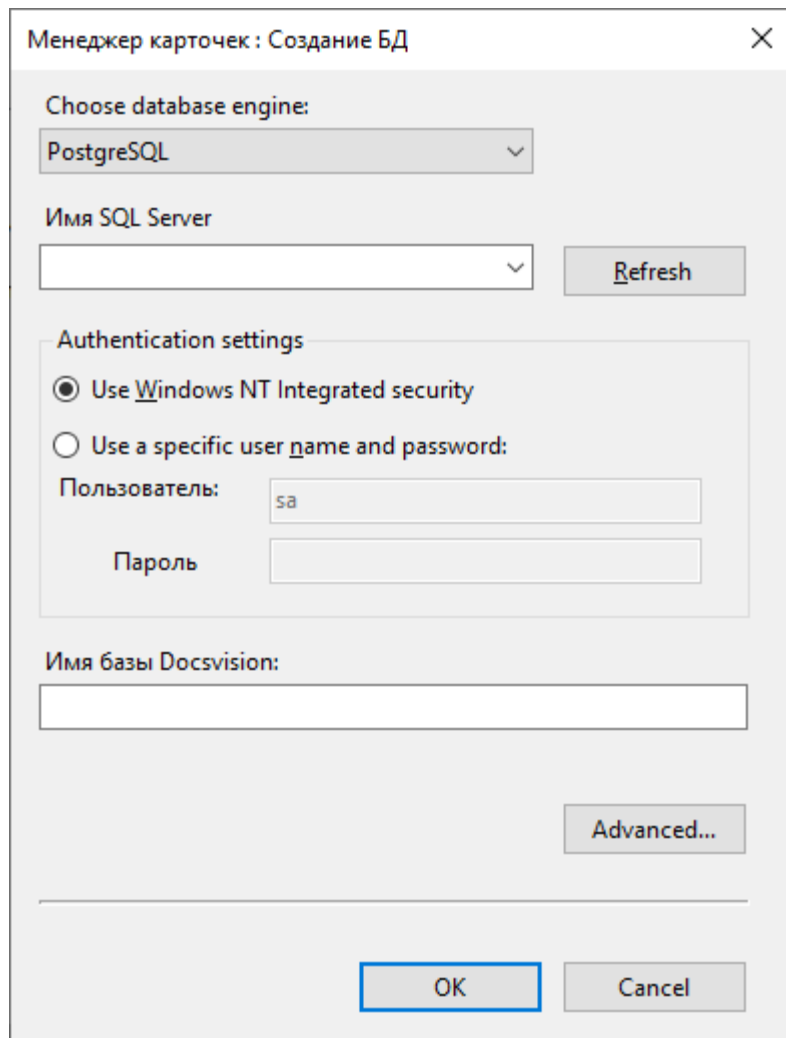 Менеджер карточек : Создание БД
Choose database engine:
PostgreSQL
Имя SQL Server
Refresh
Authentication settings
Use Windows NT Integrated security
Use a specific user name and password:
Пользователь:
sa
Пароль
Имя базы Docsvision:
Advanced...
OK
Cancel